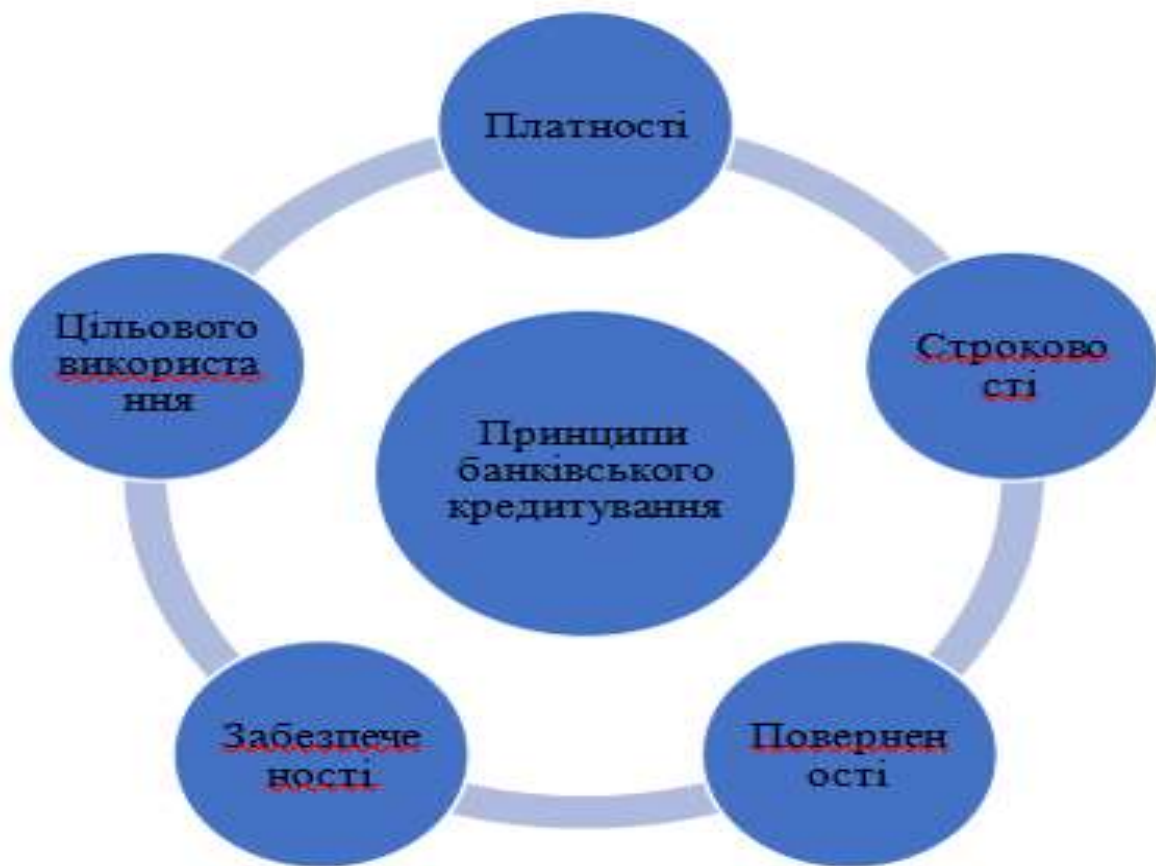 Платності
Строково
сті
Повернен
ості
Забезпече
ності
Цільового
використа
ння
Принципи
банківського
кредитування